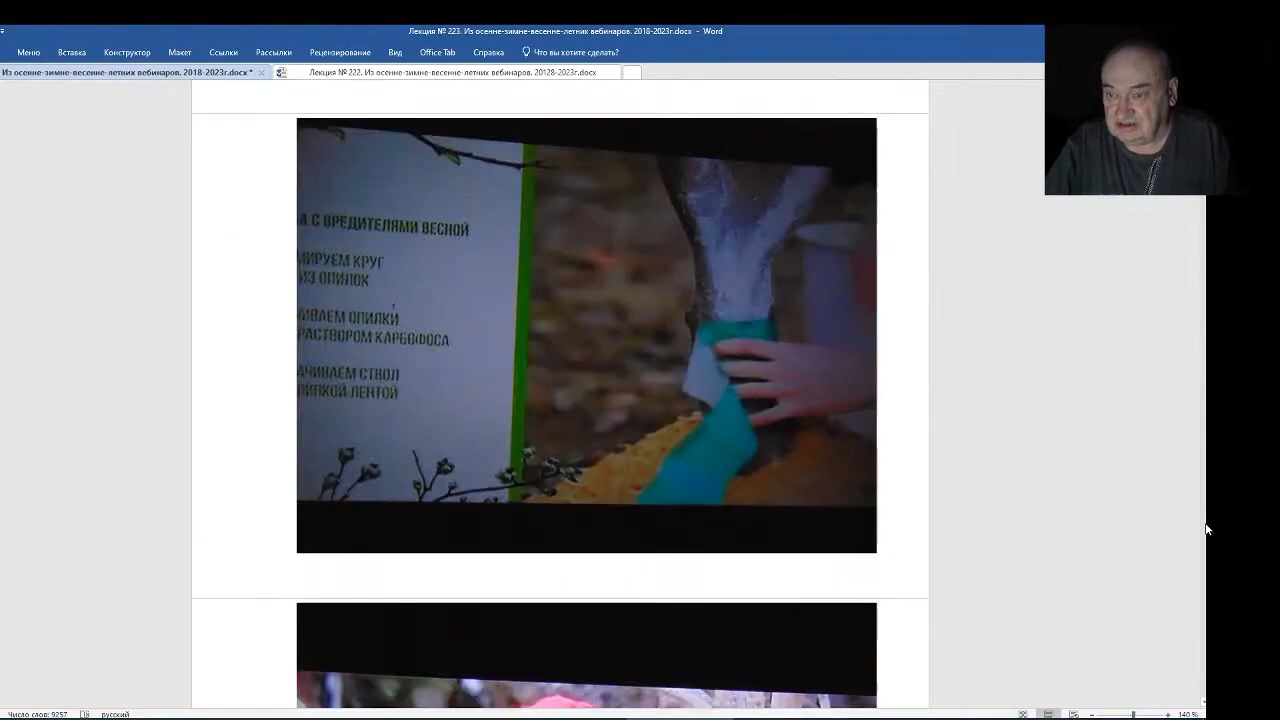 Лекция № 223. Из осенне-зимне-весенне-летних вебинаров. 2018-2023г.docx - Word
Меню Вставка Конструктор Макет Ссылки Рассылки Рецензирование Вид Office Tab Справка Что вы хотите сделать?
Из осенне-зимне-весенне-летних вебинаров. 2018-2023г.docx *
Лекция № 222. Из осенне-зимне-весенне-летних вебинаров. 20128-2023г.docx
А С ВРЕДИТЕЛЯМИ ВЕСНОЙ
МИРУЕМ КРУГ
ИЗ ОПИЛОК
ИВАЕМ ОПИЛКИ
РАСТВОРОМ КАРБОФОСА
АЧИВАЕМ СТВОЛ
ЛИПКОЙ ЛЕНТОЙ
Число слов: 9257 русский 140 %